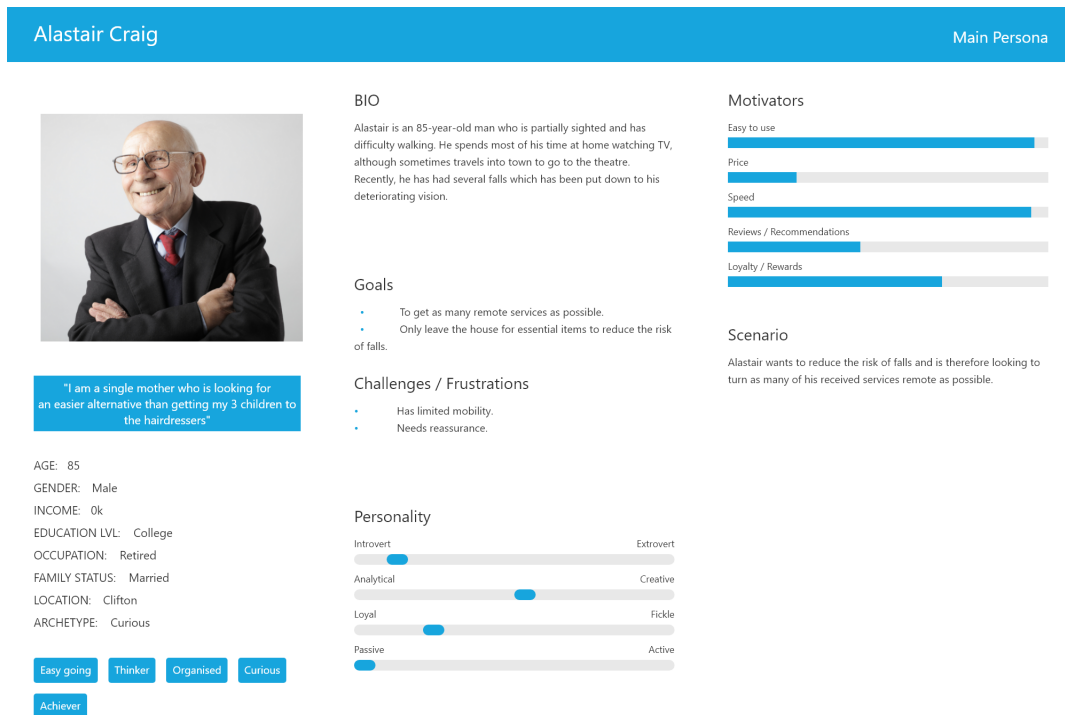 Alastair Craig
Main Persona
"I am a single mother who is looking for
an easier alternative than getting my 3 children to
the hairdressers"
AGE: 85
GENDER: Male
INCOME: 0k
EDUCATION LVL: College
OCCUPATION: Retired
FAMILY STATUS: Married
LOCATION: Clifton
ARCHETYPE: Curious
Easy going Thinker Organised Curious
Achiever
BIO
Alastair is an 85-year-old man who is partially sighted and has
difficulty walking. He spends most of his time at home watching TV,
although sometimes travels into town to go to the theatre.
Recently, he has had several falls which has been put down to his
deteriorating vision.
Goals
• To get as many remote services as possible.
• Only leave the house for essential items to reduce the risk
of falls.
Challenges / Frustrations
• Has limited mobility.
• Needs reassurance.
Personality
Introvert Extrovert
Analytical Creative
Loyal Fickle
Passive Active
Motivators
Easy to use
Price
Speed
Reviews / Recommendations
Loyalty / Rewards
Scenario
Alastair wants to reduce the risk of falls and is therefore looking to
turn as many of his received services remote as possible.